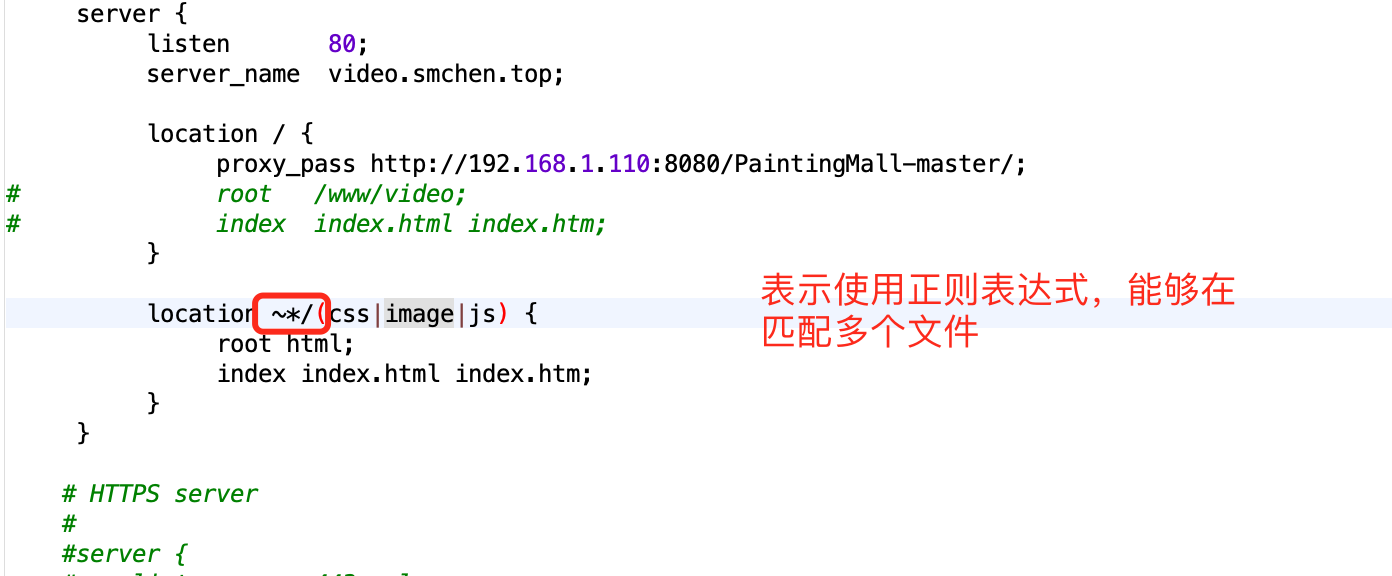 server {
listen 80;
server_name video.smchen.top;
location / {
proxy_pass http://192.168.1.110:8080/PaintingMall-master/;
# root /www/video;
# index index.html index.htm;
}
location ~*/(css|image|js) {
表示使用正则表达式，能够在
匹配多个文件
root html;
index index.html index.htm;
}
}
# HTTPS server
#
#server {